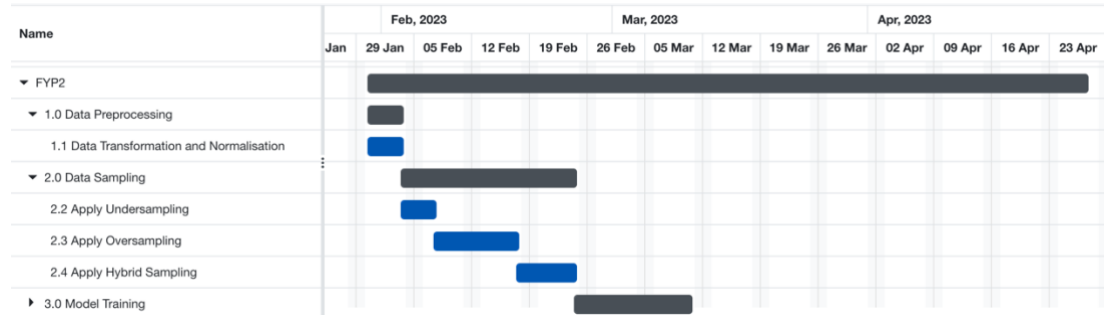 Name
Feb, 2023 Mar, 2023 Apr, 2023
Jan 29 Jan 05 Feb 12 Feb 19 Feb 26 Feb 05 Mar 12 Mar 19 Mar 26 Mar 02 Apr 09 Apr 16 Apr 23 Apr
FYP2
1.0 Data Preprocessing
1.1 Data Transformation and Normalisation
2.0 Data Sampling
2.2 Apply Undersampling
2.3 Apply Oversampling
2.4 Apply Hybrid Sampling
3.0 Model Training